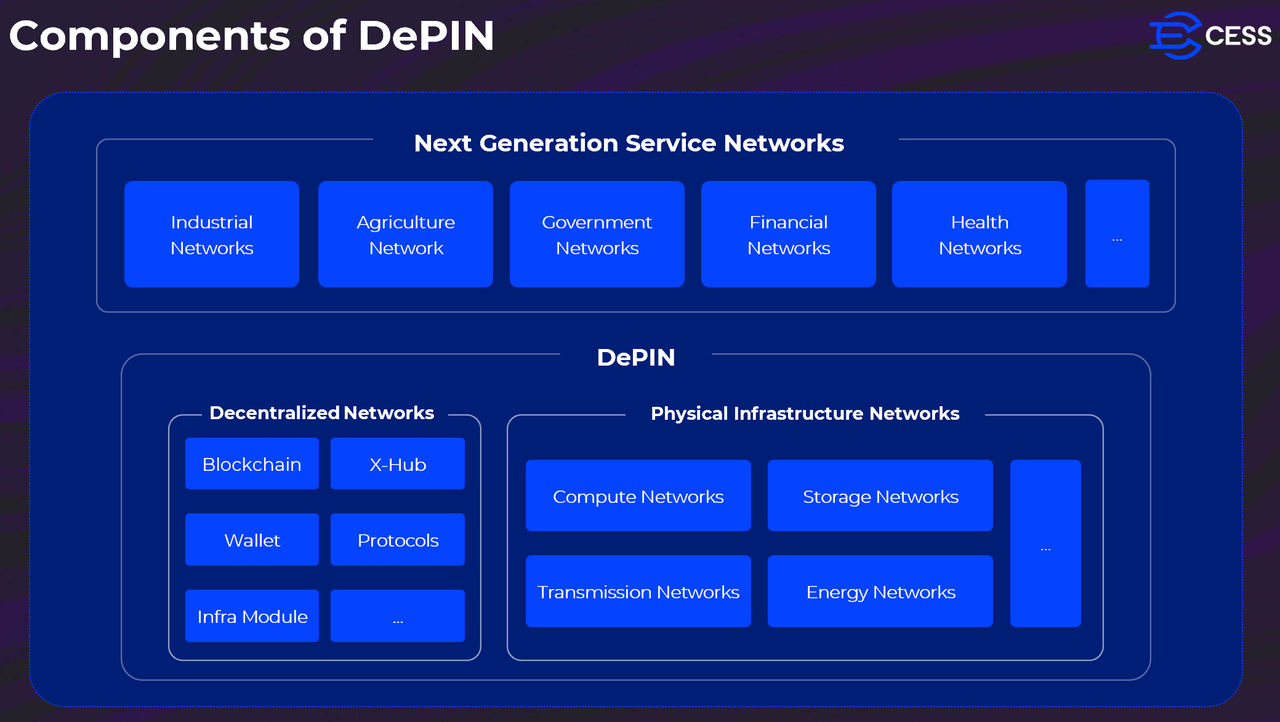 Components of DePIN
CESS
Next Generation Service Networks
Industrial
Networks
Agriculture
Network
Government
Networks
Financial
Networks
Health
Networks
...
DePIN
Decentralized Networks
Blockchain
X-Hub
Wallet
Protocols
Infra Module
...
Physical Infrastructure Networks
Compute Networks
Storage Networks
Transmission Networks
Energy Networks
...